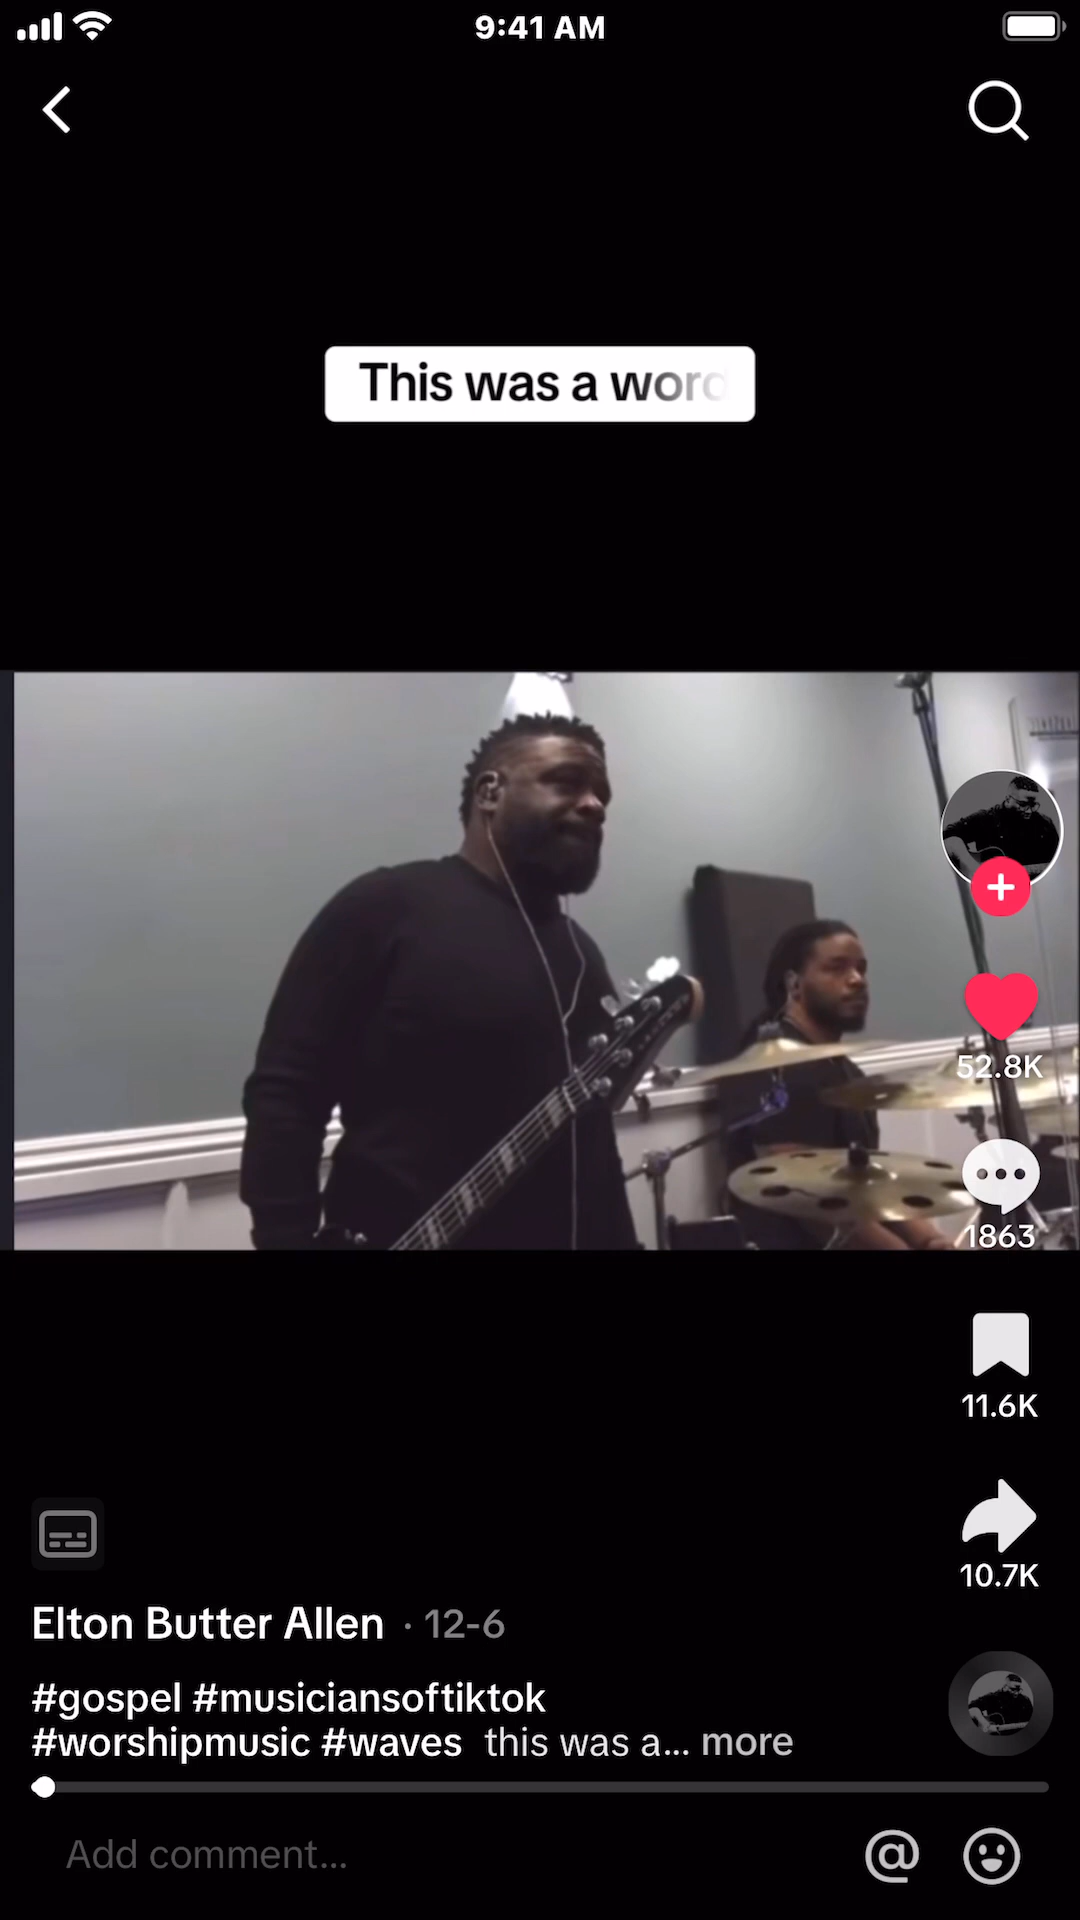 9:41 AM
This was a word
52.8K
1863
11.6K
10.7K
Elton Butter Allen · 12-6
#gospel #musiciansoftiktok
#worshipmusic #waves this was a... more
Add comment...
@